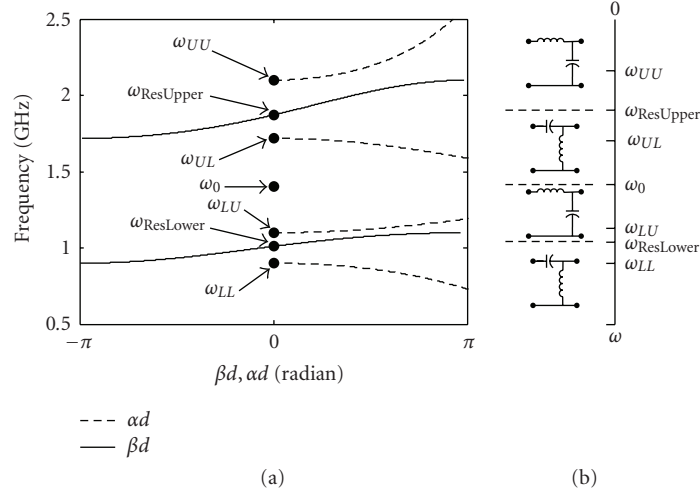 2.5
2
1.5
1
0.5
Frequency (GHz)
ω_UU
ω_ResUpper
ω_UL
ω_0
ω_LU
ω_ResLower
ω_LL
−π
0
π
βd, αd (radian)
αd
βd
(a)
0
ω_UU
ω_ResUpper
ω_UL
ω_0
ω_LU
ω_ResLower
ω_LL
ω
(b)